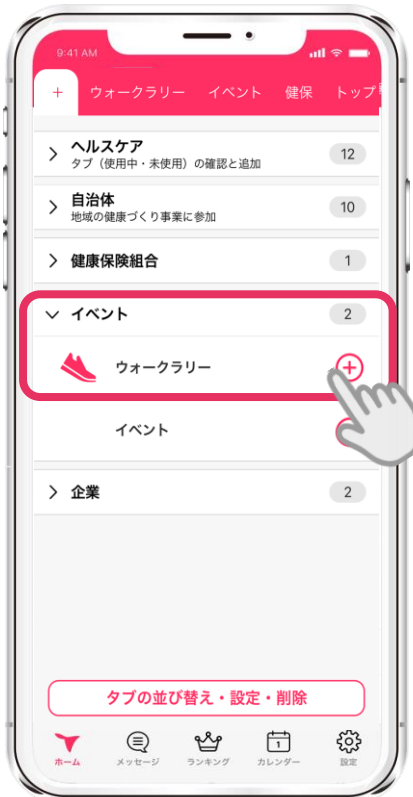 9:41 AM
+ ウォークラリー イベント 健保 トップ
ヘルスケア
タブ（使用中・未使用）の確認と追加
12
自治体
地域の健康づくり事業に参加
10
健康保険組合
1
イベント
2
ウォークラリー
イベント
企業
2
タブの並び替え・設定・削除
1
ホーム メッセージ ランキング カレンダー 設定